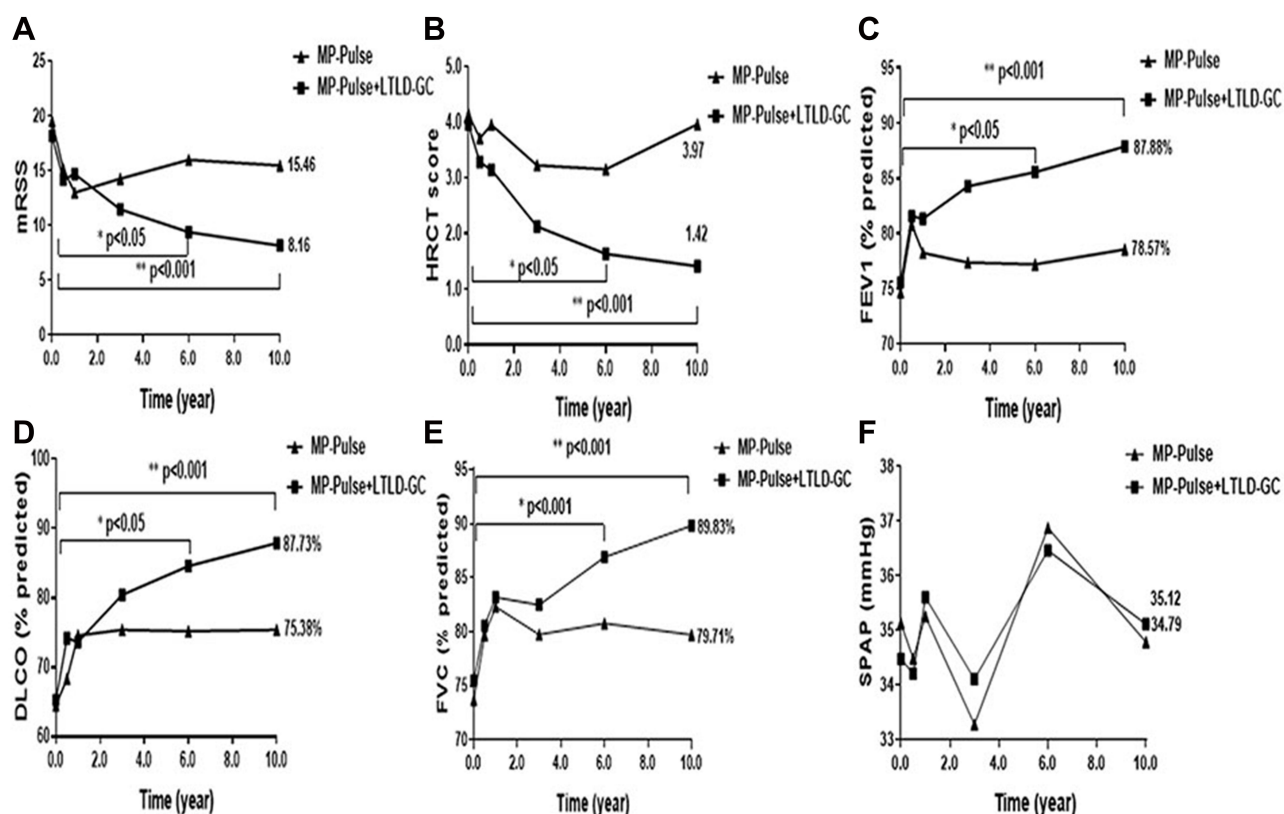 A
mRSS
25
20
15
10
5
0
0.0 2.0 4.0 6.0 8.0 10.0
Time (year)
MP-Pulse
MP-Pulse+LTLD-GC
15.46
8.16
* p<0.05
** p<0.001
B
HRCT score
5.0
4.0
3.0
2.0
1.0
0.0
0.0 2.0 4.0 6.0 8.0 10.0
Time (year)
MP-Pulse
MP-Pulse+LTLD-GC
3.97
1.42
* p<0.05
** p<0.001
C
FEV1 (% predicted)
95
90
85
80
75
70
0.0 2.0 4.0 6.0 8.0 10.0
Time (year)
MP-Pulse
MP-Pulse+LTLD-GC
** p<0.001
* p<0.05
87.88%
78.57%
D
DLCO (% predicted)
100
90
80
70
60
0.0 2.0 4.0 6.0 8.0 10.0
Time (year)
MP-Pulse
MP-Pulse+LTLD-GC
** p<0.001
* p<0.05
87.73%
75.38%
E
FVC (% predicted)
95
90
85
80
75
70
0.0 2.0 4.0 6.0 8.0 10.0
Time (year)
MP-Pulse
MP-Pulse+LTLD-GC
** p<0.001
* p<0.001
89.83%
79.71%
F
SPAP (mmHg)
38
37
36
35
34
33
0.0 2.0 4.0 6.0 8.0 10.0
Time (year)
MP-Pulse
MP-Pulse+LTLD-GC
35.12
34.79